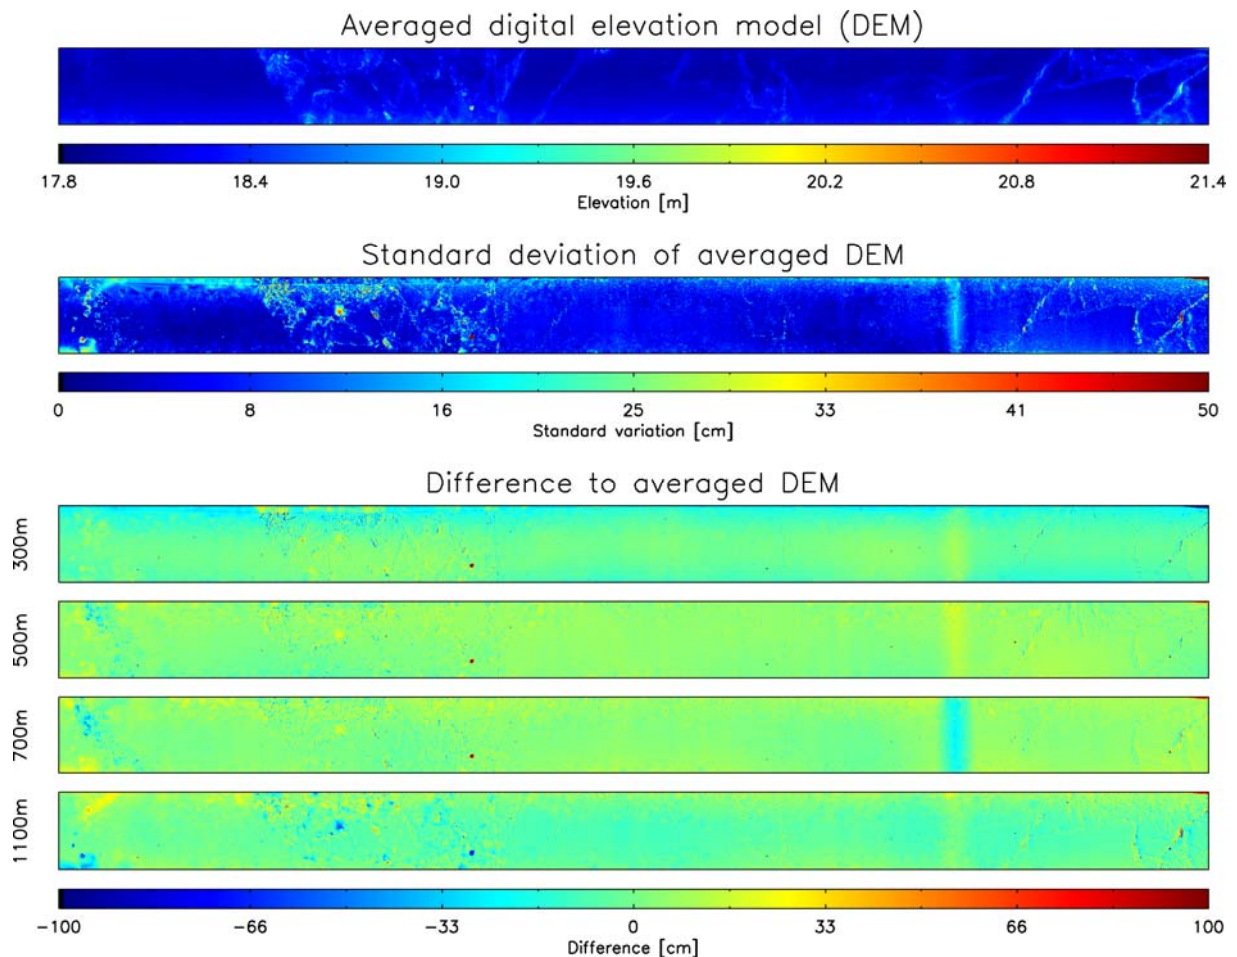 Averaged digital elevation model (DEM)
17.8 18.4 19.0 19.6 20.2 20.8 21.4
Elevation [m]
Standard deviation of averaged DEM
0 8 16 25 33 41 50
Standard variation [cm]
Difference to averaged DEM
300m
500m
700m
1100m
-100 -66 -33 0 33 66 100
Difference [cm]